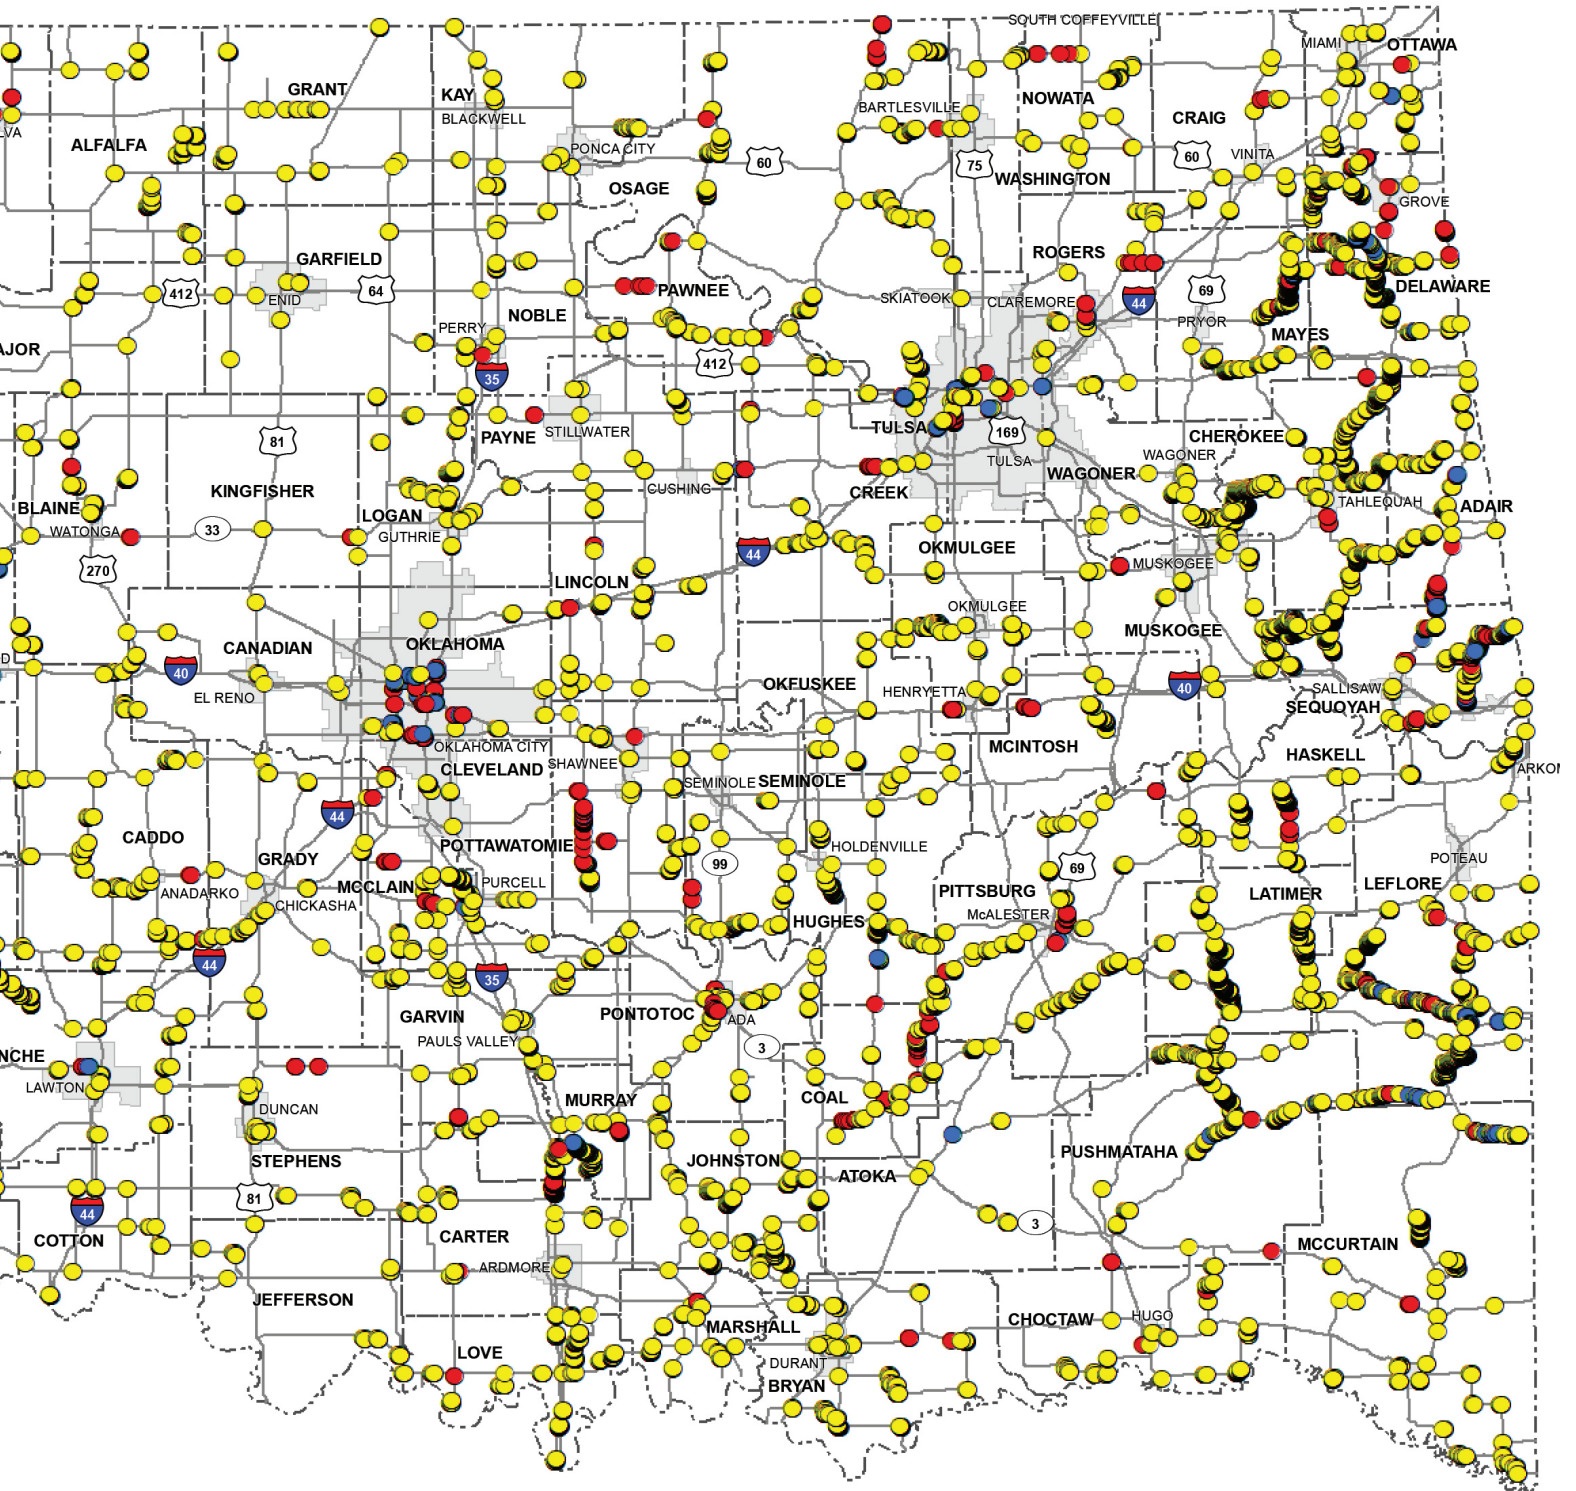 SOUTH COFFEYVILLE
MIAMI
OTTAWA
GRANT
KAY
BLACKWELL
BARTLESVILLE
NOWATA
CRAIG
LVA
ALFALFA
PONCA CITY
60
75
60
VINITA
OSAGE
WASHINGTON
GROVE
ROGERS
GARFIELD
412
ENID
64
PAWNEE
SKIATOOK
CLAREMORE
44
69
DELAWARE
NOBLE
PERRY
PRYOR
MAYES
AJOR
35
412
81
PAYNE
STILLWATER
TULSA
169
TULSA
CHEROKEE
WAGONER
WAGONER
KINGFISHER
CUSHING
CREEK
TAHLEQUAH
ADAIR
BLAINE
WATONGA
33
LOGAN
GUTHRIE
270
44
OKMULGEE
MUSKOGEE
LINCOLN
OKMULGEE
MUSKOGEE
CANADIAN
OKLAHOMA
D
40
EL RENO
OKFUSKEE
HENRYETTA
40
SALLISAW
SEQUOYAH
OKLAHOMA CITY
CLEVELAND
SHAWNEE
MCINTOSH
HASKELL
SEMINOLE
SEMINOLE
ARKO
44
CADDO
GRADY
POTTAWATOMIE
99
HOLDENVILLE
69
POTEAU
ANADARKO
CHICKASHA
MCCLAIN
PURCELL
PITTSBURG
McALESTER
LATIMER
LEFLORE
HUGHES
44
35
GARVIN
PAULS VALLEY
PONTOTOC
ADA
3
NCHE
LAWTON
DUNCAN
MURRAY
COAL
STEPHENS
JOHNSTON
ATOKA
PUSHMATAHA
44
81
3
COTTON
CARTER
ARDMORE
MCCURTAIN
JEFFERSON
MARSHALL
CHOCTAW
HUGO
LOVE
DURANT
BRYAN